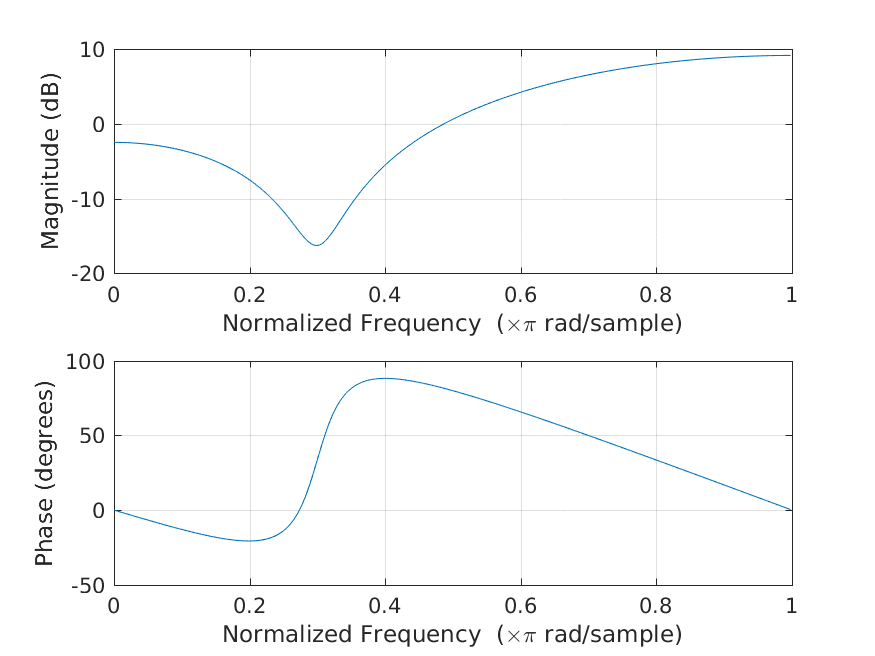 10
0
-10
-20
Magnitude (dB)
0 0.2 0.4 0.6 0.8 1
Normalized Frequency (×π rad/sample)
100
50
0
-50
Phase (degrees)
0 0.2 0.4 0.6 0.8 1
Normalized Frequency (×π rad/sample)